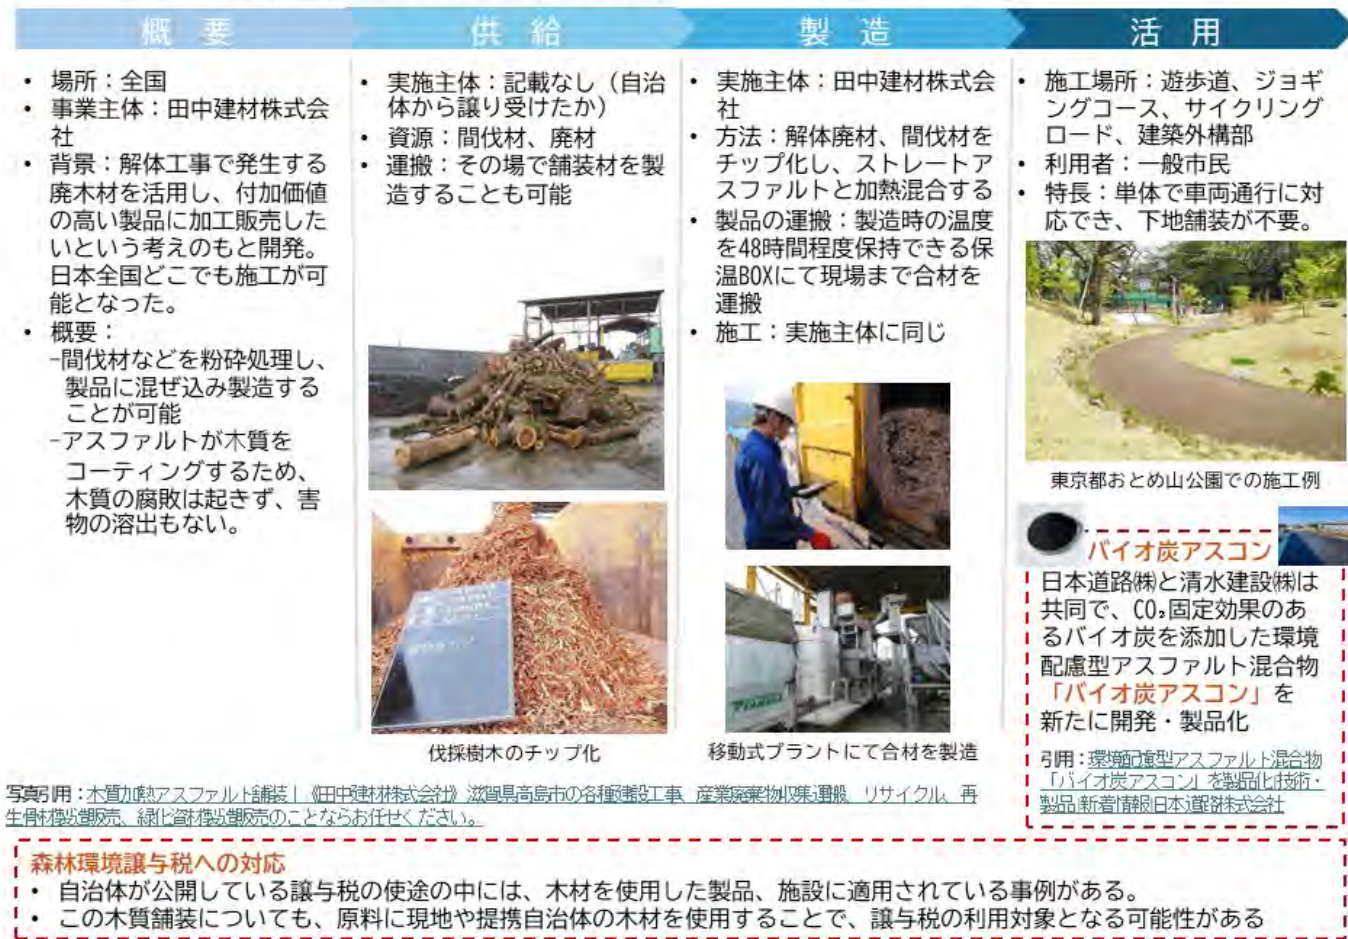 概 要
供 給
製 造
活 用
• 場所：全国
• 事業主体：田中建材株式会
社
• 背景：解体工事で発生する
廃木材を活用し、付加価値
の高い製品に加工販売した
いという考えのもと開発。
日本全国どこでも施工が可
能となった。
• 概要：
-間伐材などを粉砕処理し、
製品に混ぜ込み製造する
ことが可能
-アスファルトが木質を
コーティングするため、
木質の腐敗は起きず、害
物の溶出もない。
• 実施主体：記載なし（自治
体から譲り受けたか）
• 資源：間伐材、廃材
• 運搬：その場で舗装材を製
造することも可能
伐採樹木のチップ化
• 実施主体：田中建材株式会
社
• 方法：解体廃材、間伐材を
チップ化し、ストレートア
スファルトと加熱混合する
• 製品の運搬：製造時の温度
を48時間程度保持できる保
温BOXにて現場まで合材を
運搬
• 施工：実施主体に同じ
移動式プラントにて合材を製造
• 施工場所：遊歩道、ジョギ
ングコース、サイクリング
ロード、建築外構部
• 利用者：一般市民
• 特長：単体で車両通行に対
応でき、下地舗装が不要。
東京都おとめ山公園での施工例
バイオ炭アスコン
日本道路㈱と清水建設㈱は
共同で、CO₂固定効果のあ
るバイオ炭を添加した環境
配慮型アスファルト混合物
「バイオ炭アスコン」を
新たに開発・製品化
引用：環境配慮型アスファルト混合物
「バイオ炭アスコン」を製品化|技術・
製品|新着情報|日本道路株式会社
写真引用：木質加熱アスファルト舗装 | 《田中建材株式会社》滋賀県高島市の各種建設工事 産業廃棄物収集運搬、リサイクル、再
生骨材製造販売、緑化資材製造販売のことならお任せください。
森林環境譲与税への対応
• 自治体が公開している譲与税の使途の中には、木材を使用した製品、施設に適用されている事例がある。
• この木質舗装についても、原料に現地や提携自治体の木材を使用することで、譲与税の利用対象となる可能性がある